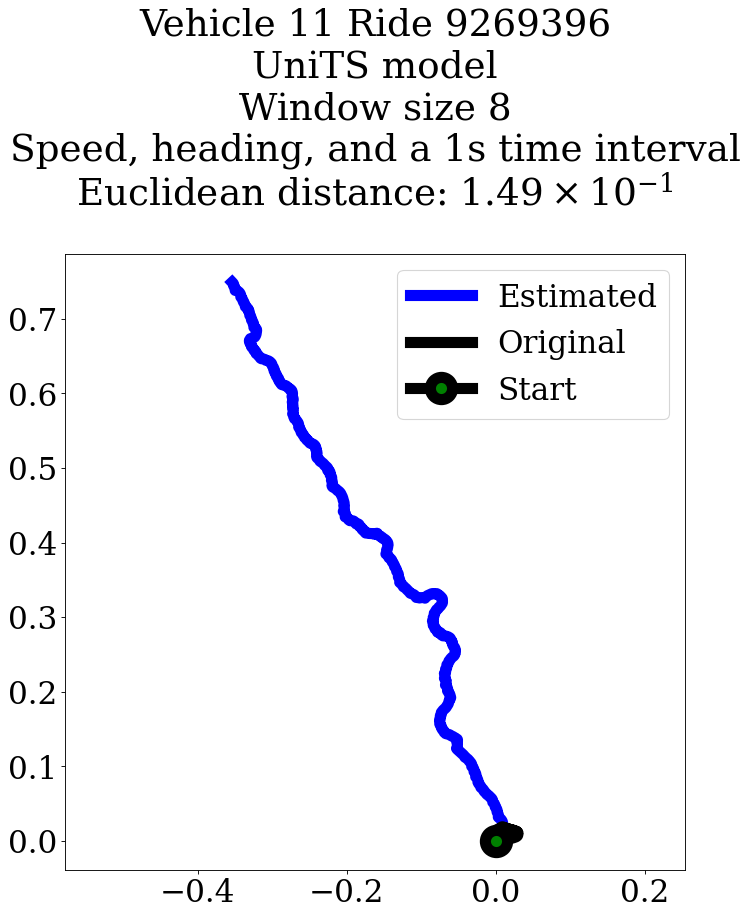 Vehicle 11 Ride 9269396
UniTS model
Window size 8
Speed, heading, and a 1s time interval
Euclidean distance: 1.49 × 10⁻¹
Estimated
Original
Start
0.7
0.6
0.5
0.4
0.3
0.2
0.1
0.0
−0.4 −0.2 0.0 0.2